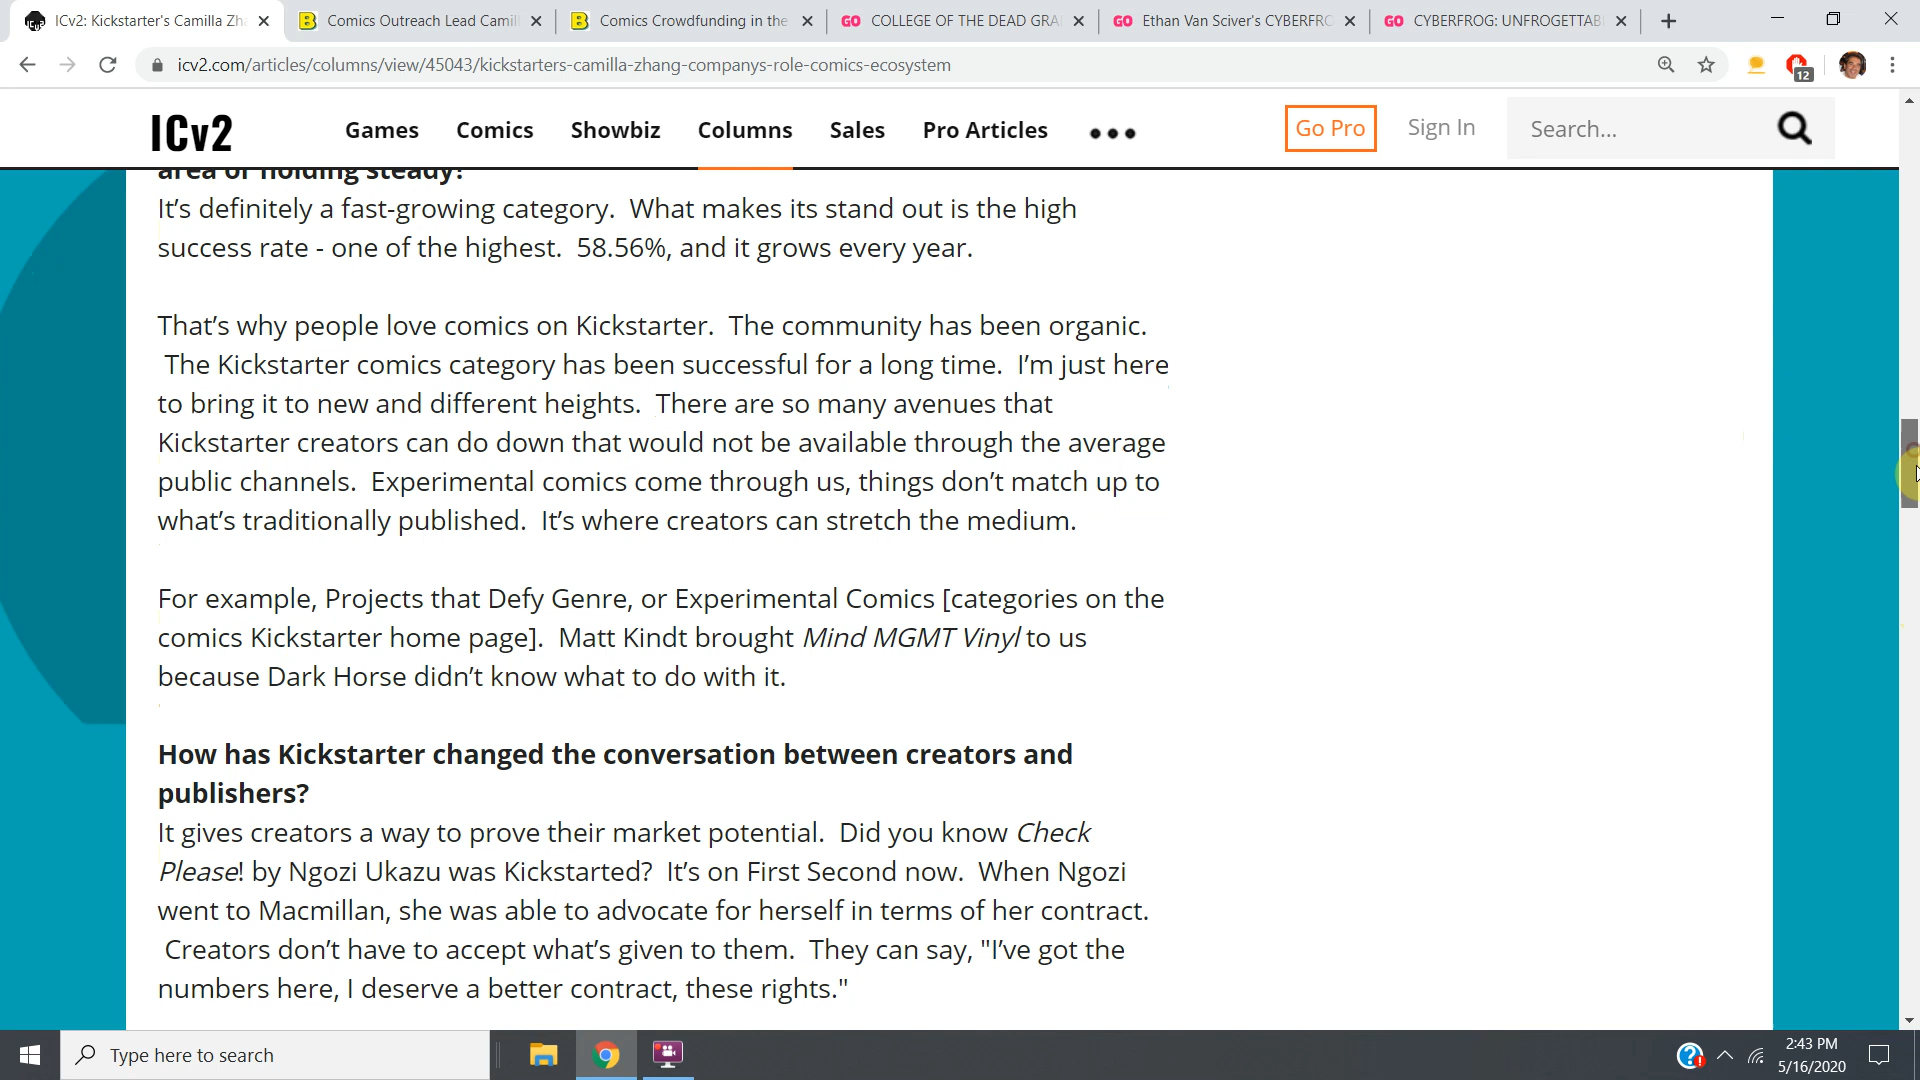 ICv2: Kickstarter's Camilla Zha
Comics Outreach Lead Camil
Comics Crowdfunding in the
GO COLLEGE OF THE DEAD GRA
GO Ethan Van Sciver's CYBERFRO
GO CYBERFROG: UNFROGETTAB
icv2.com/articles/columns/view/45043/kickstarters-camilla-zhang-companys-role-comics-ecosystem
12
ICv2
Games
Comics
Showbiz
Columns
Sales
Pro Articles
Go Pro
Sign In
Search...
area or holding steady?
It's definitely a fast-growing category.  What makes its stand out is the high
success rate - one of the highest.  58.56%, and it grows every year.
That's why people love comics on Kickstarter.  The community has been organic.
The Kickstarter comics category has been successful for a long time.  I'm just here
to bring it to new and different heights.  There are so many avenues that
Kickstarter creators can do down that would not be available through the average
public channels.  Experimental comics come through us, things don't match up to
what's traditionally published.  It's where creators can stretch the medium.
For example, Projects that Defy Genre, or Experimental Comics [categories on the
comics Kickstarter home page].  Matt Kindt brought Mind MGMT Vinyl to us
because Dark Horse didn't know what to do with it.
How has Kickstarter changed the conversation between creators and
publishers?
It gives creators a way to prove their market potential.  Did you know Check
Please! by Ngozi Ukazu was Kickstarted?  It's on First Second now.  When Ngozi
went to Macmillan, she was able to advocate for herself in terms of her contract.
Creators don't have to accept what's given to them.  They can say, "I've got the
numbers here, I deserve a better contract, these rights."
Type here to search
2:43 PM
5/16/2020